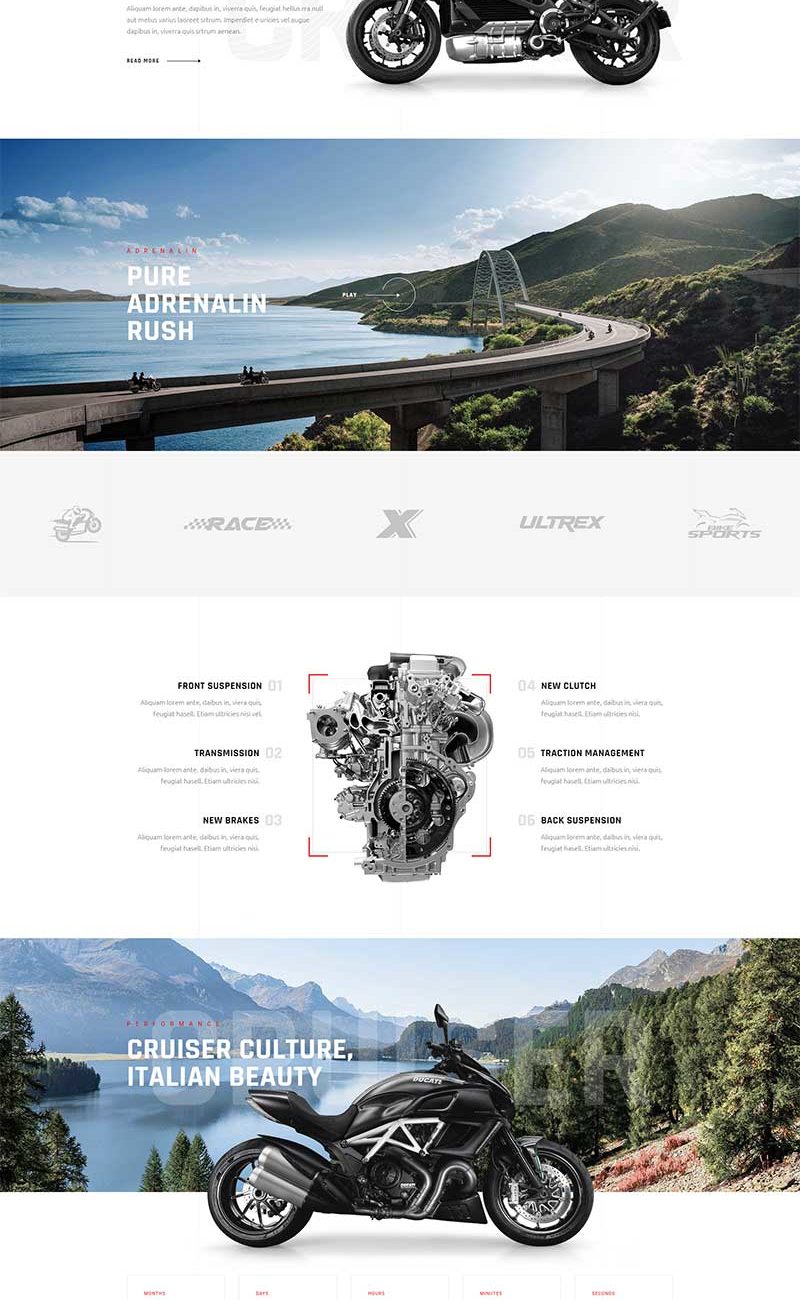 Aliquam lorem ante, dapibus in, viverra quis, feugiat hellus rra null
aut metus varius laoreet sitrum. Imperdiet e uricies vel augue
dapibus in, viverra quis srtrum aenean.
READ MORE
ADRENALIN
PURE
ADRENALIN
RUSH
PLAY
RACE
X
ULTREX
BIKE
SPORTS
FRONT SUSPENSION 01
Aliquam lorem ante, daibus in, viera quis,
feugiat hasell. Etiam ultricies nisi vel.
TRANSMISSION 02
Aliquam lorem ante, daibus in, viera quis,
feugiat hasell. Etiam ultricies nisi.
NEW BRAKES 03
Aliquam lorem ante, daibus in, viera quis,
feugiat hasell. Etiam ultricies nisi.
04 NEW CLUTCH
Aliquam lorem ante, daibus in, viera quis,
feugiat hasell. Etiam ultricies nisi.
05 TRACTION MANAGEMENT
Aliquam lorem ante, daibus in, viera quis,
feugiat hasell. Etiam ultricies nisi.
06 BACK SUSPENSION
Aliquam lorem ante, daibus in, viera quis,
feugiat hasell. Etiam ultricies nisi.
PERFORMANCE
CRUISER CULTURE,
ITALIAN BEAUTY
DUCATI
MONTHS
DAYS
HOURS
MINUTES
SECONDS